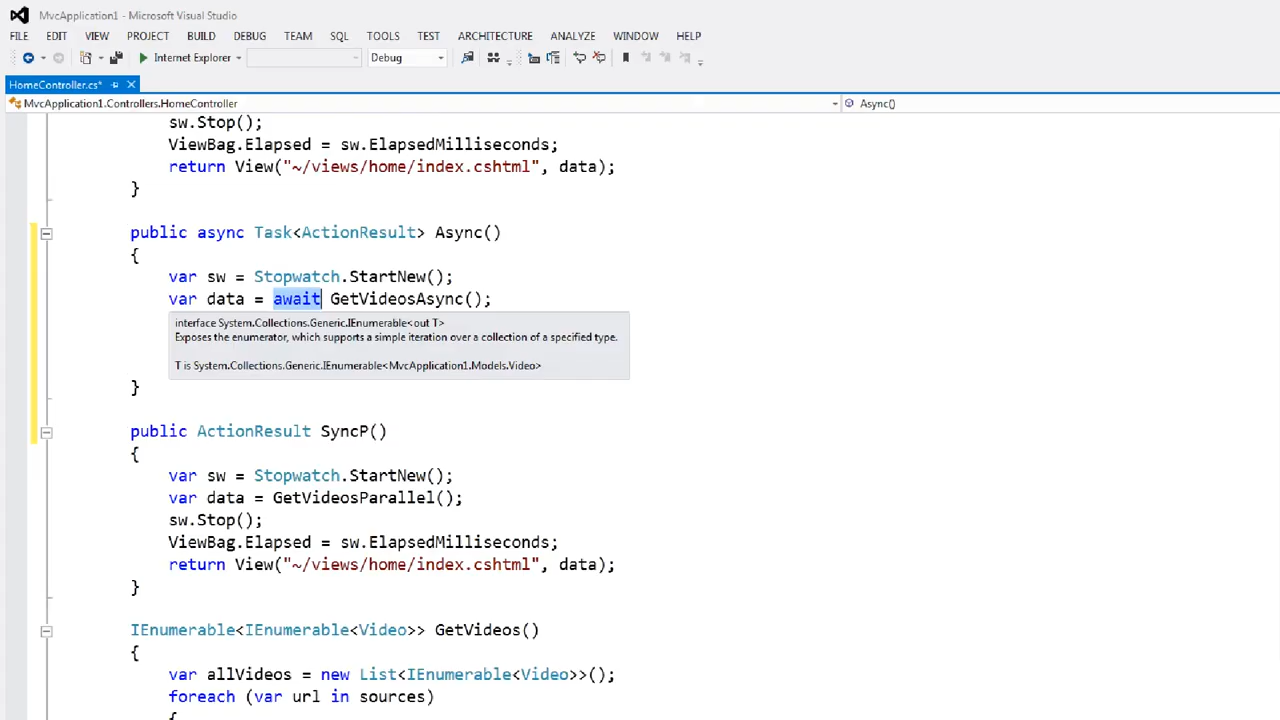 MvcApplication1 - Microsoft Visual Studio
FILE EDIT VIEW PROJECT BUILD DEBUG TEAM SQL TOOLS TEST ARCHITECTURE ANALYZE WINDOW HELP
Internet Explorer Debug
HomeController.cs*
MvcApplication1.Controllers.HomeController Async()
sw.Stop();
ViewBag.Elapsed = sw.ElapsedMilliseconds;
return View("~/views/home/index.cshtml", data);
}
public async Task<ActionResult> Async()
{
var sw = Stopwatch.StartNew();
var data = await GetVideosAsync();
interface System.Collections.Generic.IEnumerable<out T>
Exposes the enumerator, which supports a simple iteration over a collection of a specified type.
T is System.Collections.Generic.IEnumerable<MvcApplication1.Models.Video>
}
public ActionResult SyncP()
{
var sw = Stopwatch.StartNew();
var data = GetVideosParallel();
sw.Stop();
ViewBag.Elapsed = sw.ElapsedMilliseconds;
return View("~/views/home/index.cshtml", data);
}
IEnumerable<IEnumerable<Video>> GetVideos()
{
var allVideos = new List<IEnumerable<Video>>();
foreach (var url in sources)
{